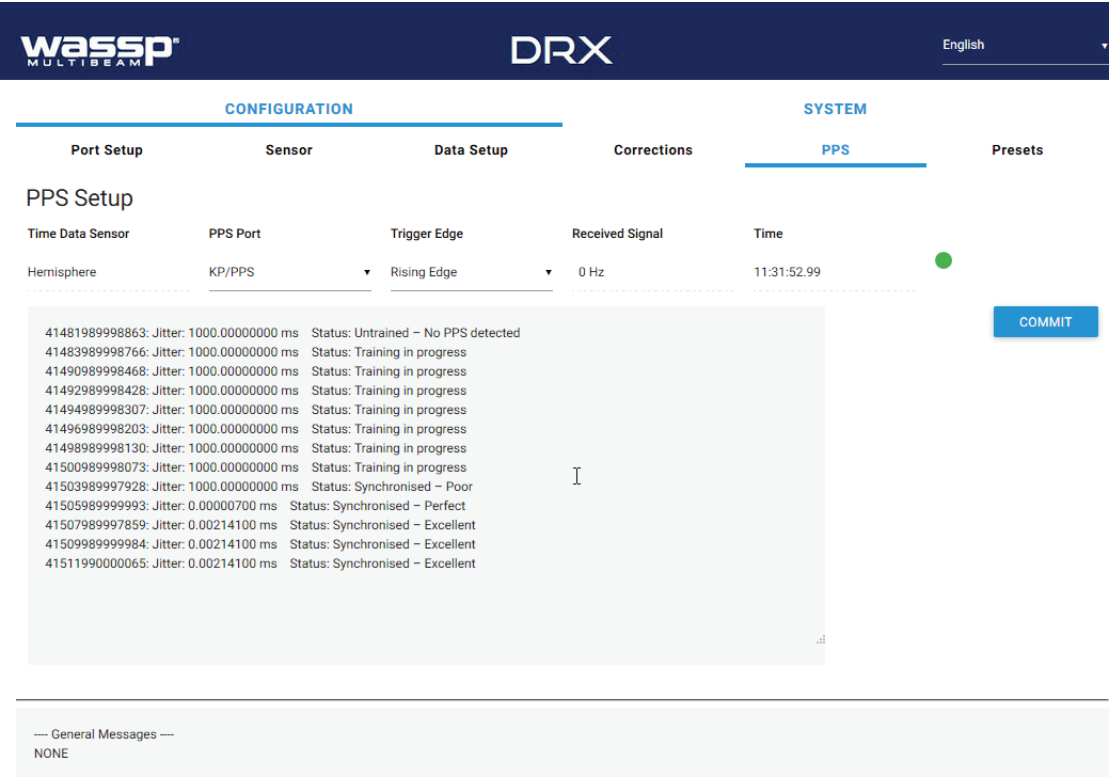 wassp®
MULTIBEAM
DRX
English
CONFIGURATION SYSTEM
Port Setup Sensor Data Setup Corrections PPS Presets
PPS Setup
Time Data Sensor PPS Port Trigger Edge Received Signal Time
Hemisphere KP/PPS Rising Edge 0 Hz 11:31:52.99
COMMIT
41481989998863: Jitter: 1000.00000000 ms Status: Untrained – No PPS detected
41483989998766: Jitter: 1000.00000000 ms Status: Training in progress
41490989998468: Jitter: 1000.00000000 ms Status: Training in progress
41492989998428: Jitter: 1000.00000000 ms Status: Training in progress
41494989998307: Jitter: 1000.00000000 ms Status: Training in progress
41496989998203: Jitter: 1000.00000000 ms Status: Training in progress
41498989998130: Jitter: 1000.00000000 ms Status: Training in progress
41500989998073: Jitter: 1000.00000000 ms Status: Training in progress
41503989997928: Jitter: 1000.00000000 ms Status: Synchronised – Poor
41505989999993: Jitter: 0.00000700 ms Status: Synchronised – Perfect
41507989997859: Jitter: 0.00214100 ms Status: Synchronised – Excellent
41509989999984: Jitter: 0.00214100 ms Status: Synchronised – Excellent
41511990000065: Jitter: 0.00214100 ms Status: Synchronised – Excellent
---- General Messages ----
NONE